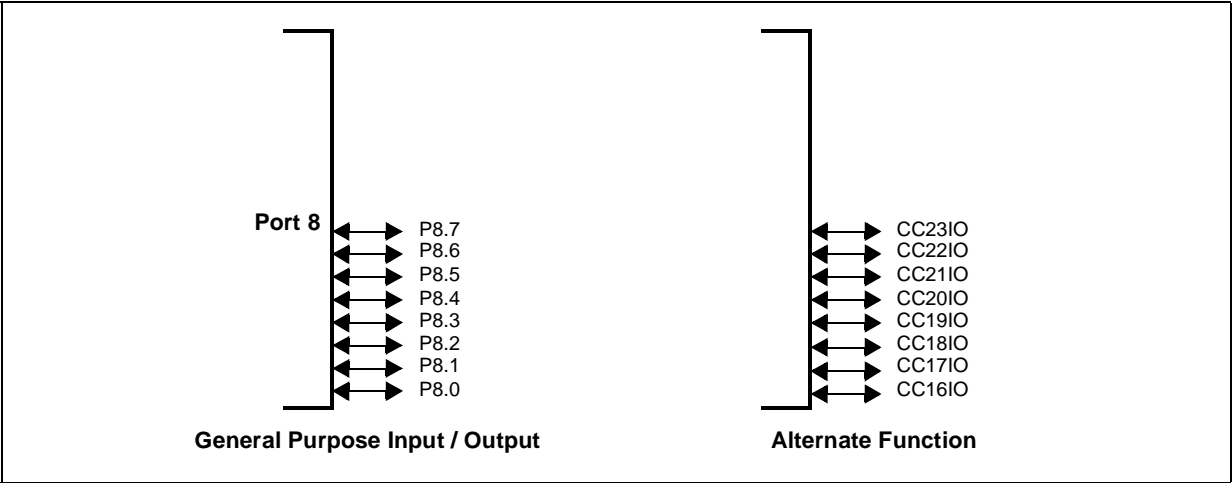 Port 8
P8.7
P8.6
P8.5
P8.4
P8.3
P8.2
P8.1
P8.0
General Purpose Input / Output
CC23IO
CC22IO
CC21IO
CC20IO
CC19IO
CC18IO
CC17IO
CC16IO
Alternate Function